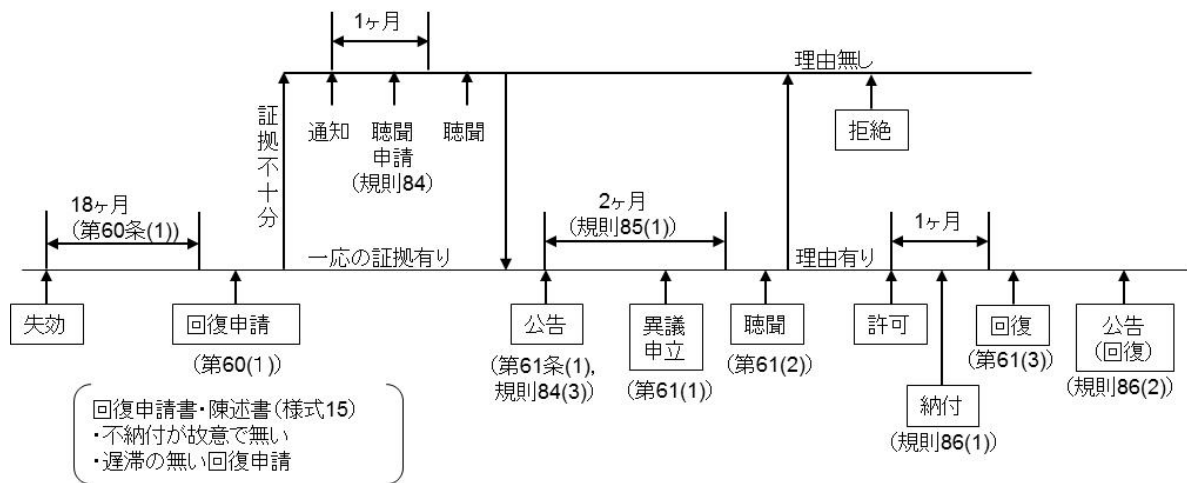 1ヶ月
理由無し
証拠不十分
通知
聴聞
申請
(規則84)
聴聞
拒絶
18ヶ月
(第60条(1))
2ヶ月
(規則85(1))
1ヶ月
一応の証拠有り
理由有り
失効
回復申請
(第60(1))
公告
(第61条(1),
規則84(3))
異議
申立
(第61(1))
聴聞
(第61(2))
許可
回復
(第61(3))
公告
(回復)
(規則86(2))
納付
(規則86(1))
回復申請書・陳述書(様式15)
・不納付が故意で無い
・遅滞の無い回復申請